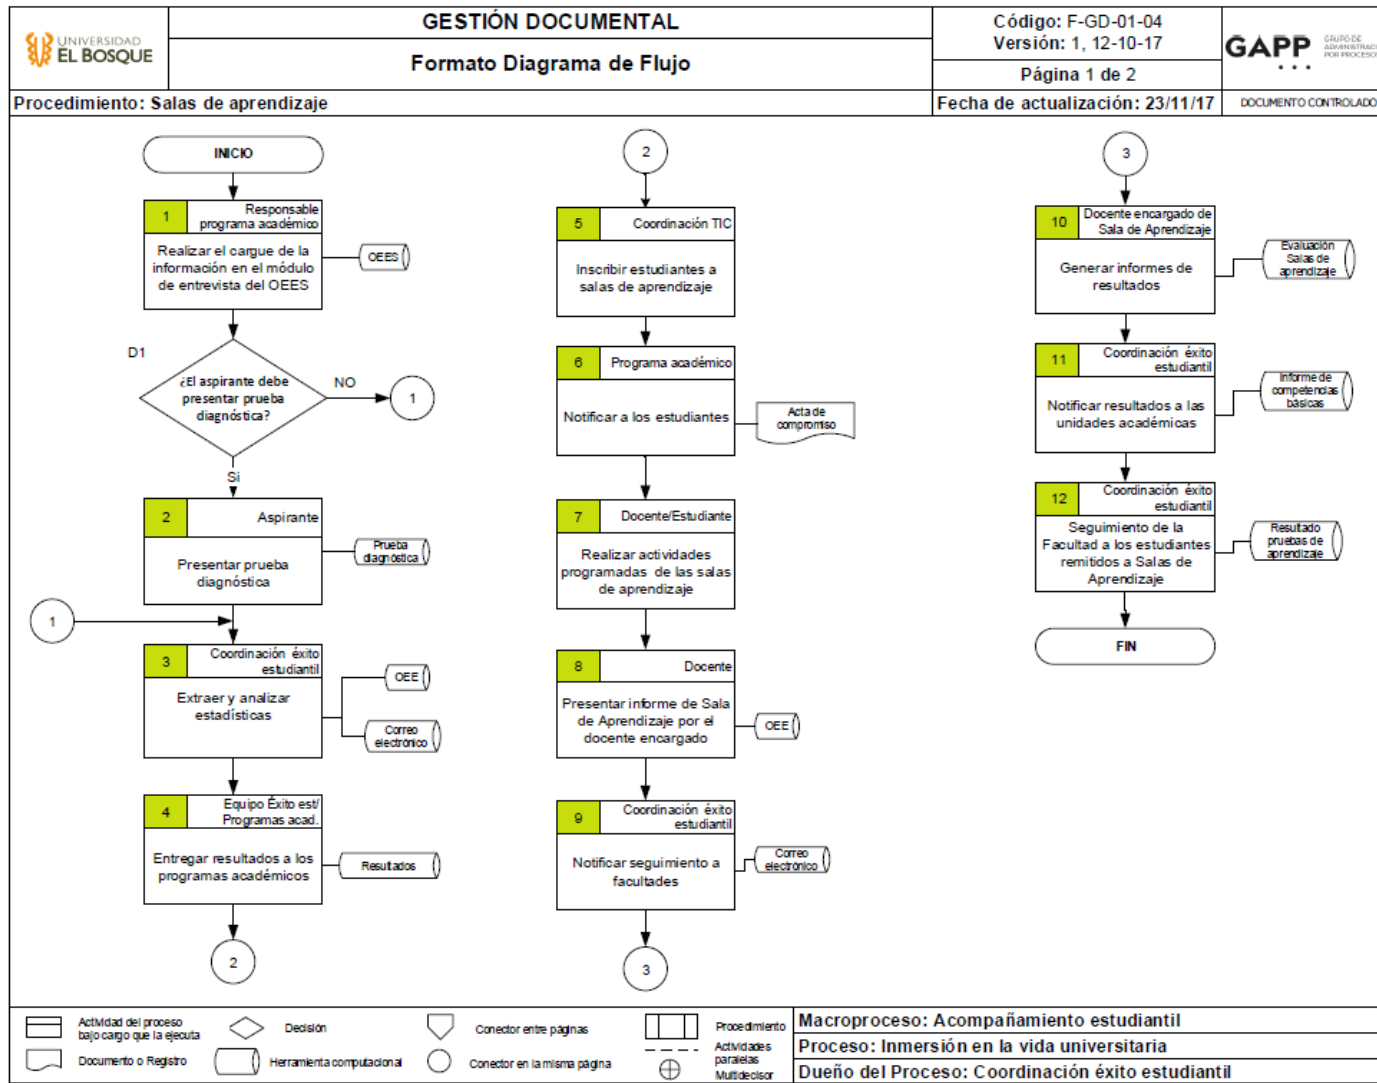 UNIVERSIDAD
EL BOSQUE
GESTIÓN DOCUMENTAL
Formato Diagrama de Flujo
Código: F-GD-01-04
Versión: 1, 12-10-17
Página 1 de 2
GAPP
GRUPO DE
ADMINISTRAC
POR PROCESOS
Procedimiento: Salas de aprendizaje
Fecha de actualización: 23/11/17
DOCUMENTO CONTROLADO
INICIO
1
Responsable
programa académico
Realizar el cargue de la
información en el módulo
de entrevista del OEES
OEES
D1
¿El aspirante debe
presentar prueba
diagnóstica?
NO
1
Si
2
Aspirante
Presentar prueba
diagnóstica
Prueba
diagnóstica
1
3
Coordinación éxito
estudiantil
Extraer y analizar
estadísticas
OEE
Correo
electrónico
4
Equipo Éxito est/
Programas acad.
Entregar resultados a los
programas académicos
Resultados
2
2
5
Coordinación TIC
Inscribir estudiantes a
salas de aprendizaje
6
Programa académico
Notificar a los estudiantes
Acta de
compromiso
7
Docente/Estudiante
Realizar actividades
programadas de las salas
de aprendizaje
8
Docente
Presentar informe de Sala
de Aprendizaje por el
docente encargado
OEE
9
Coordinación éxito
estudiantil
Notificar seguimiento a
facultades
Correo
electrónico
3
3
10
Docente encargado de
Sala de Aprendizaje
Generar informes de
resultados
Evaluación
Salas de
aprendizaje
11
Coordinación éxito
estudiantil
Notificar resultados a las
unidades académicas
Informe de
competencias
básicas
12
Coordinación éxito
estudiantil
Seguimiento de la
Facultad a los estudiantes
remitidos a Salas de
Aprendizaje
Resultado
pruebas de
aprendizaje
FIN
Actividad del proceso
bajo cargo que la ejecuta
Documento o Registro
Decisión
Herramienta computacional
Conector entre páginas
Conector en la misma página
Procedimiento
Actividades
paralelas
Multidecisor
Macroproceso: Acompañamiento estudiantil
Proceso: Inmersión en la vida universitaria
Dueño del Proceso: Coordinación éxito estudiantil